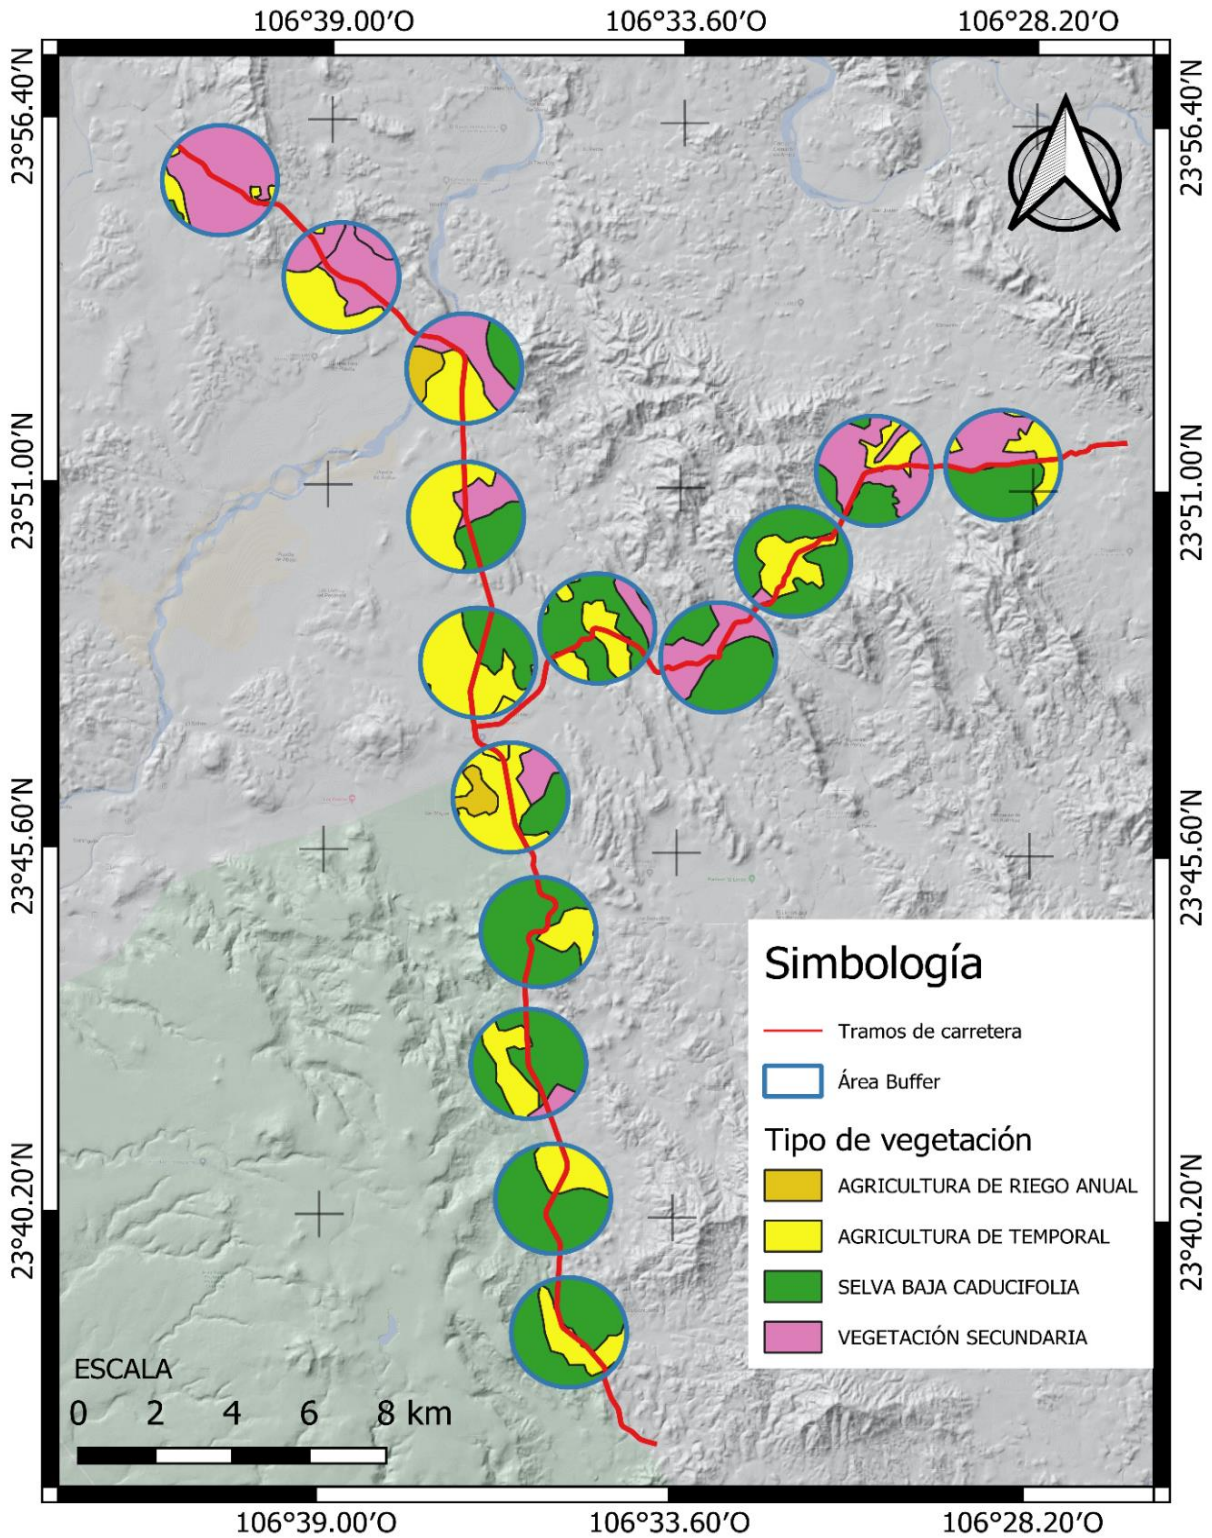 106°39.00′O 106°33.60′O 106°28.20′O
23°56.40′N 23°56.40′N
23°51.00′N 23°51.00′N
23°45.60′N 23°45.60′N
Simbología
Tramos de carretera
Área Buffer
Tipo de vegetación
AGRICULTURA DE RIEGO ANUAL
AGRICULTURA DE TEMPORAL
SELVA BAJA CADUCIFOLIA
VEGETACIÓN SECUNDARIA
23°40.20′N 23°40.20′N
ESCALA
0 2 4 6 8 km
106°39.00′O 106°33.60′O 106°28.20′O